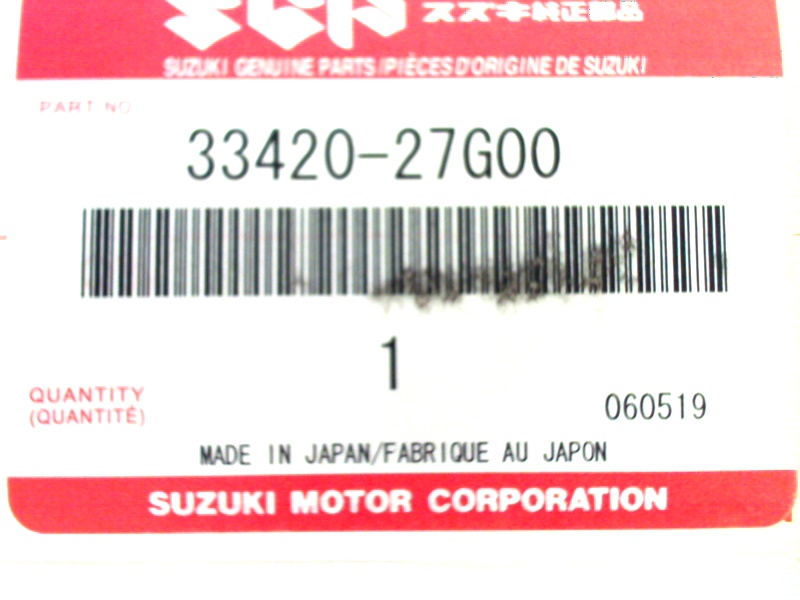 SGP スズキ純正部品
SUZUKI GENUINE PARTS/PIÈCES D'ORIGINE DE SUZUKI
PART NO.
33420-27G00
1
QUANTITY
(QUANTITÉ)
060519
MADE IN JAPAN/FABRIQUE AU JAPON
SUZUKI MOTOR CORPORATION